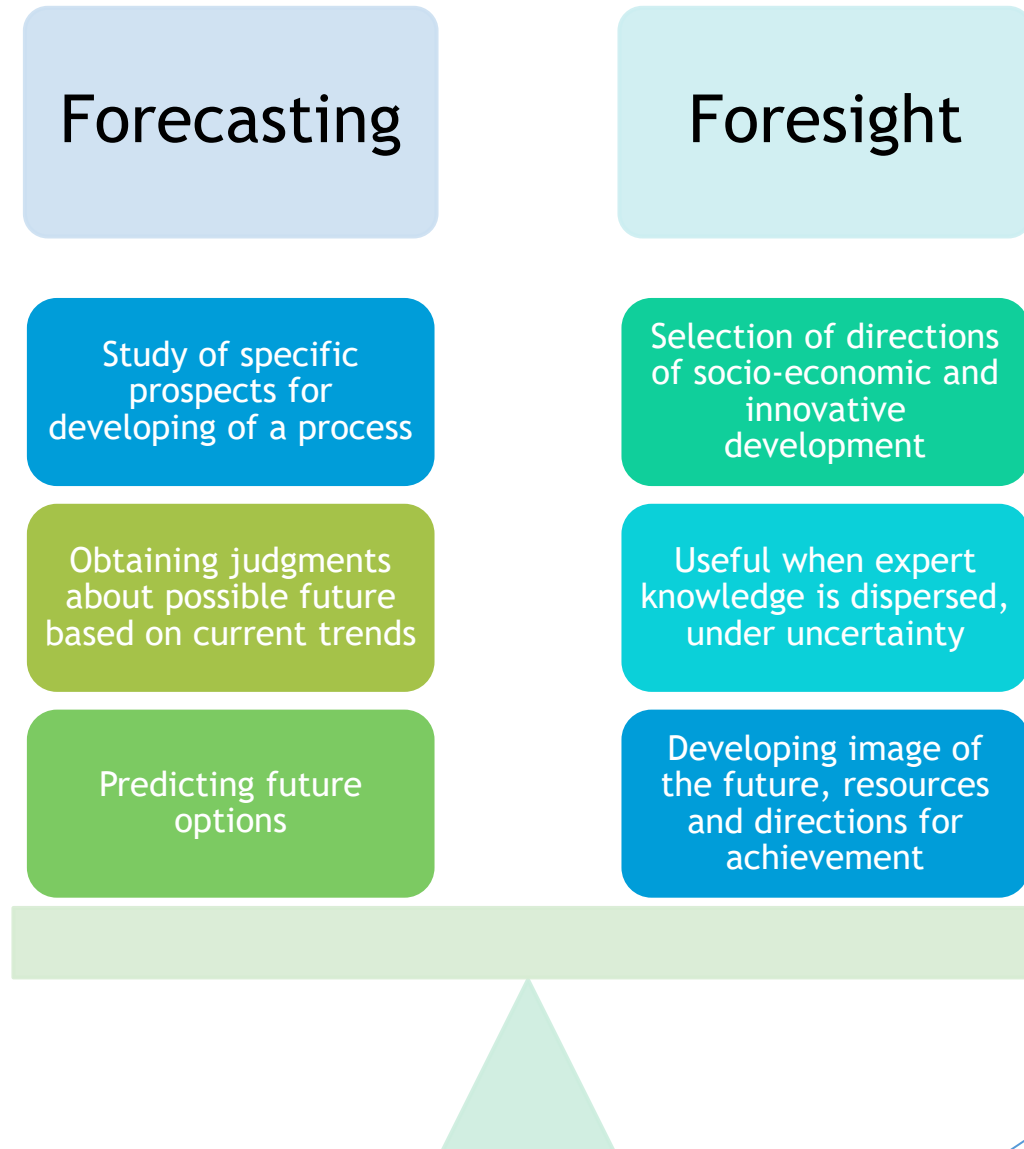 Forecasting
Study of specific
prospects for
developing of a process
Obtaining judgments
about possible future
based on current trends
Predicting future
options
Foresight
Selection of directions
of socio-economic and
innovative
development
Useful when expert
knowledge is dispersed,
under uncertainty
Developing image of
the future, resources
and directions for
achievement